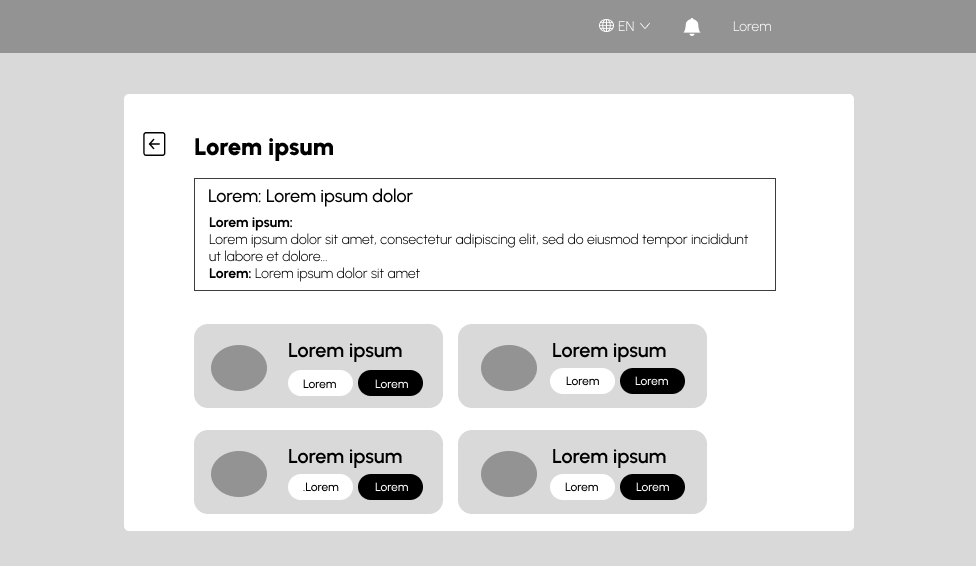 EN
Lorem
Lorem ipsum
Lorem: Lorem ipsum dolor
Lorem ipsum:
Lorem ipsum dolor sit amet, consectetur adipiscing elit, sed do eiusmod tempor incididunt
ut labore et dolore...
Lorem: Lorem ipsum dolor sit amet
Lorem ipsum
Lorem
Lorem
Lorem ipsum
Lorem
Lorem
Lorem ipsum
.Lorem
Lorem
Lorem ipsum
Lorem
Lorem